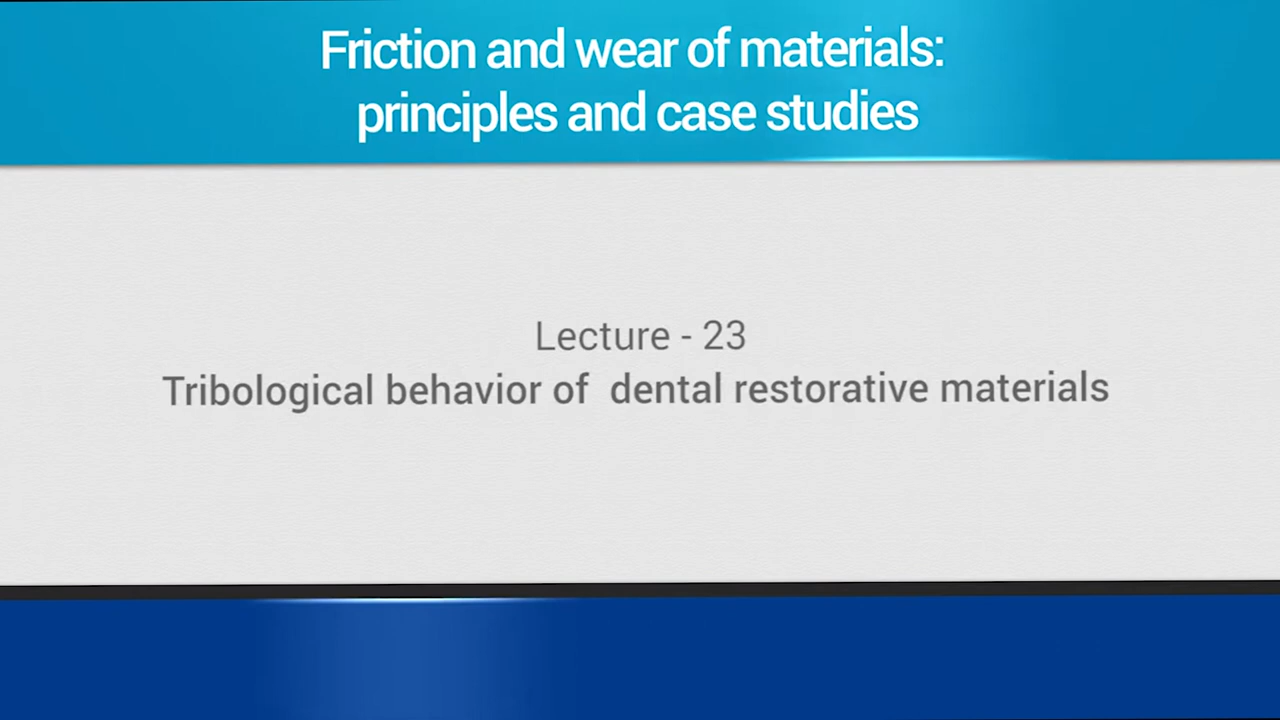 Friction and wear of materials:
principles and case studies
Lecture - 23
Tribological behavior of dental restorative materials